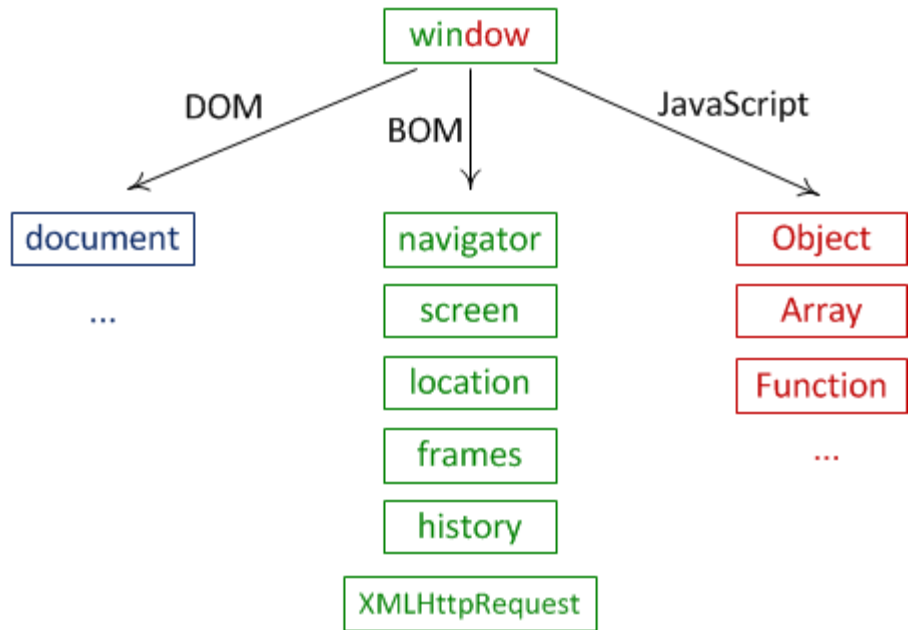 window
DOM
BOM
JavaScript
document
navigator
Object
...
screen
Array
location
Function
frames
...
history
XMLHttpRequest